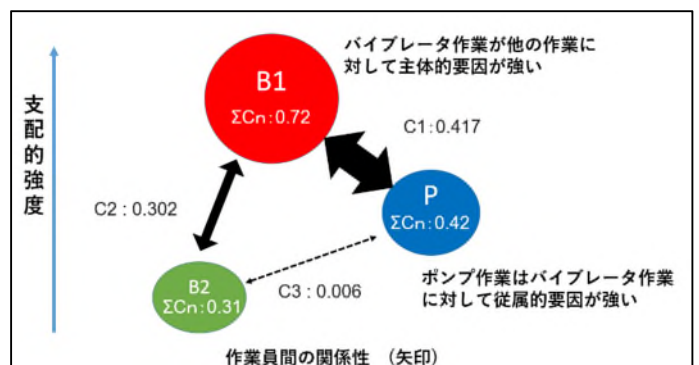 バイブレータ作業が他の作業に
対して主体的要因が強い
支配的強度
B1
ΣCn:0.72
C1:0.417
C2 : 0.302
P
ΣCn:0.42
B2
ΣCn:0.31
C3 : 0.006
ポンプ作業はバイブレータ作業
に対して従属的要因が強い
作業員間の関係性 （矢印）